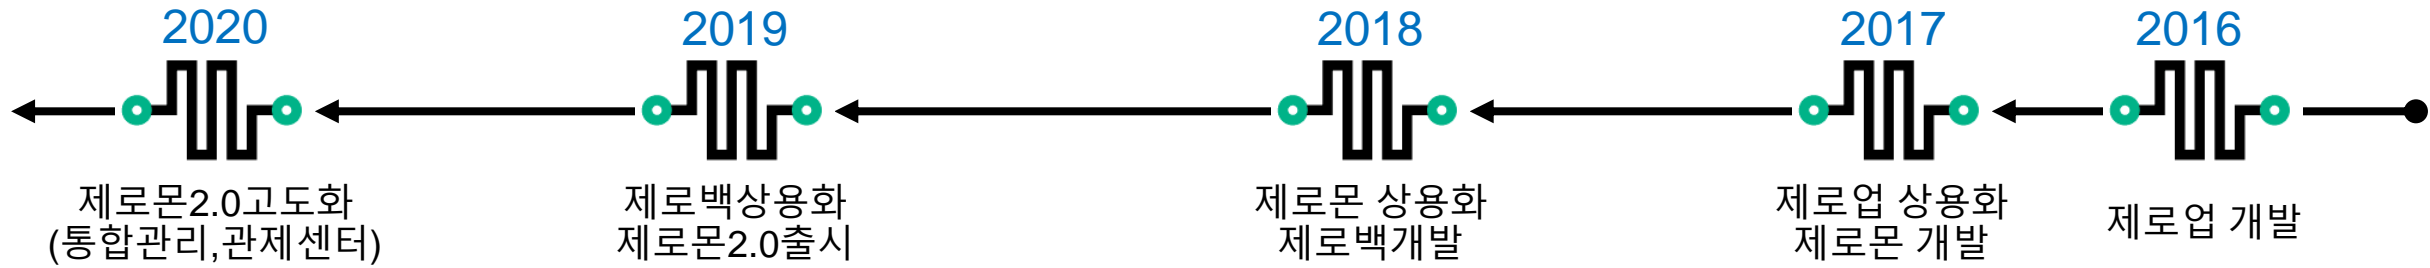 2020
2019
2018
2017
2016
제로몬2.0고도화
(통합관리,관제센터)
제로백상용화
제로몬2.0출시
제로몬 상용화
제로백개발
제로업 상용화
제로몬 개발
제로업 개발